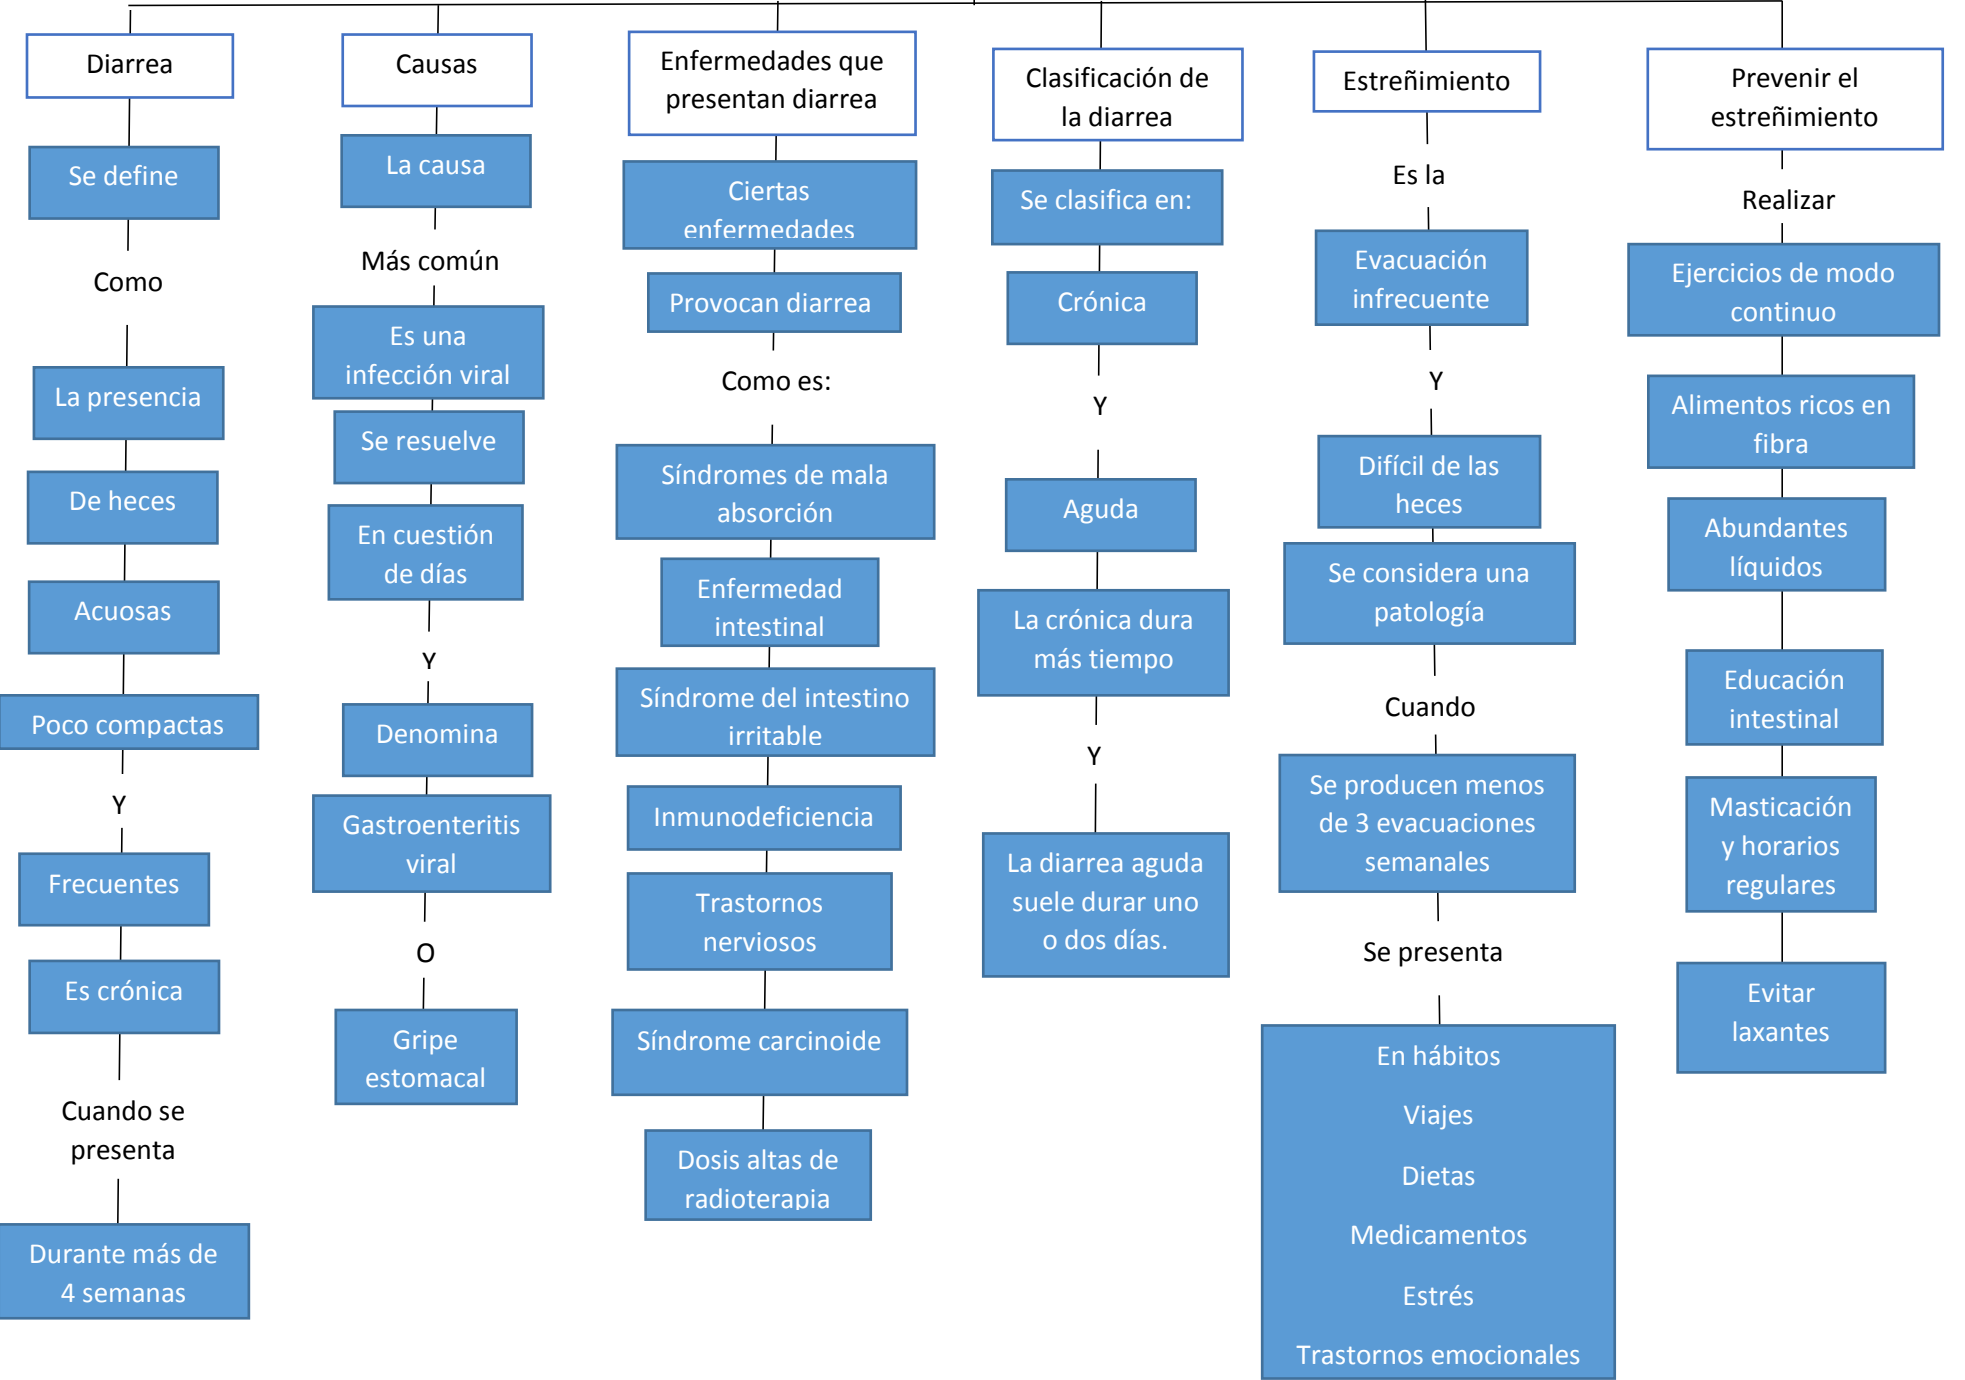 Diarrea
Se define
Como
La presencia
De heces
Acuosas
Poco compactas
Y
Frecuentes
Es crónica
Cuando se
presenta
Durante más de
4 semanas
Causas
La causa
Más común
Es una
infección viral
Se resuelve
En cuestión
de días
Y
Denomina
Gastroenteritis
viral
O
Gripe
estomacal
Enfermedades que
presentan diarrea
Ciertas
enfermedades
Provocan diarrea
Como es:
Síndromes de mala
absorción
Enfermedad
intestinal
Síndrome del intestino
irritable
Inmunodeficiencia
Trastornos
nerviosos
Síndrome carcinoide
Dosis altas de
radioterapia
Clasificación de
la diarrea
Se clasifica en:
Crónica
Y
Aguda
La crónica dura
más tiempo
Y
La diarrea aguda
suele durar uno
o dos días.
Estreñimiento
Es la
Evacuación
infrecuente
Y
Difícil de las
heces
Se considera una
patología
Cuando
Se producen menos
de 3 evacuaciones
semanales
Se presenta
En hábitos
Viajes
Dietas
Medicamentos
Estrés
Trastornos emocionales
Prevenir el
estreñimiento
Realizar
Ejercicios de modo
continuo
Alimentos ricos en
fibra
Abundantes
líquidos
Educación
intestinal
Masticación
y horarios
regulares
Evitar
laxantes